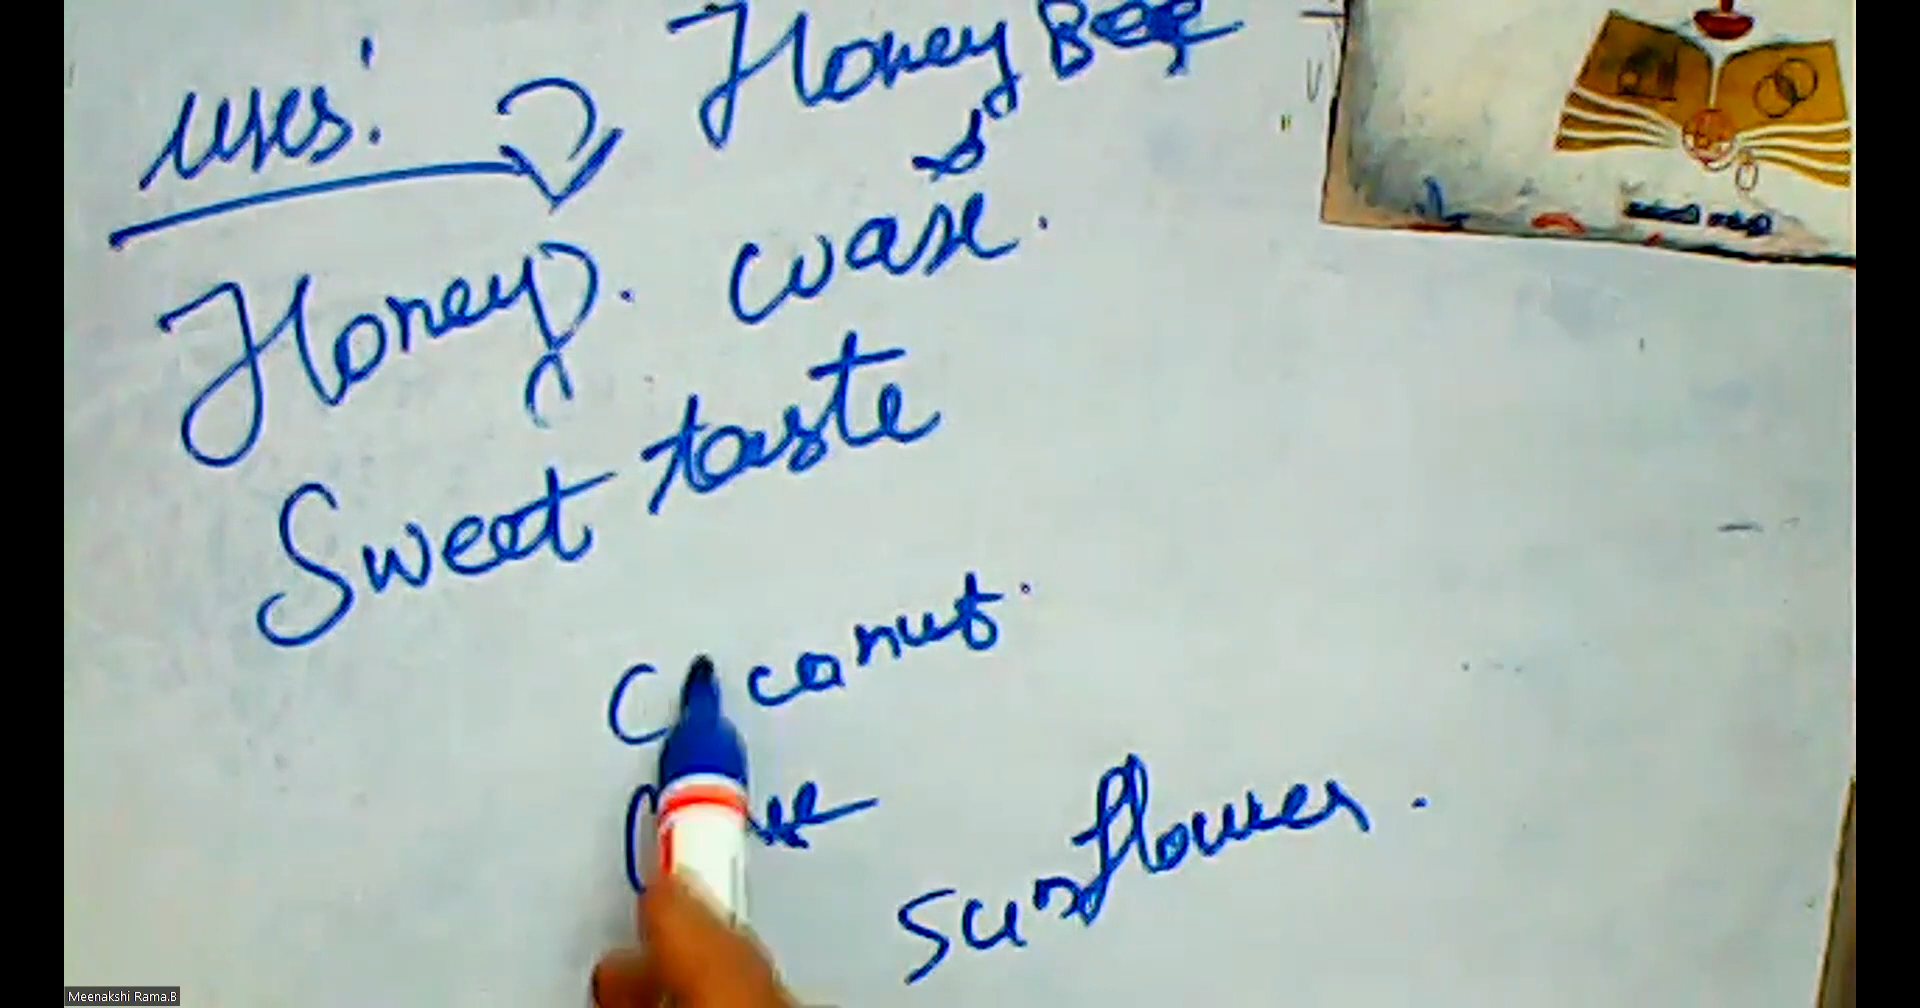 Honey Bee
uses:
Honey. wax.
Sweet taste
coconut.
sunflower.
Meenakshi Rama.B